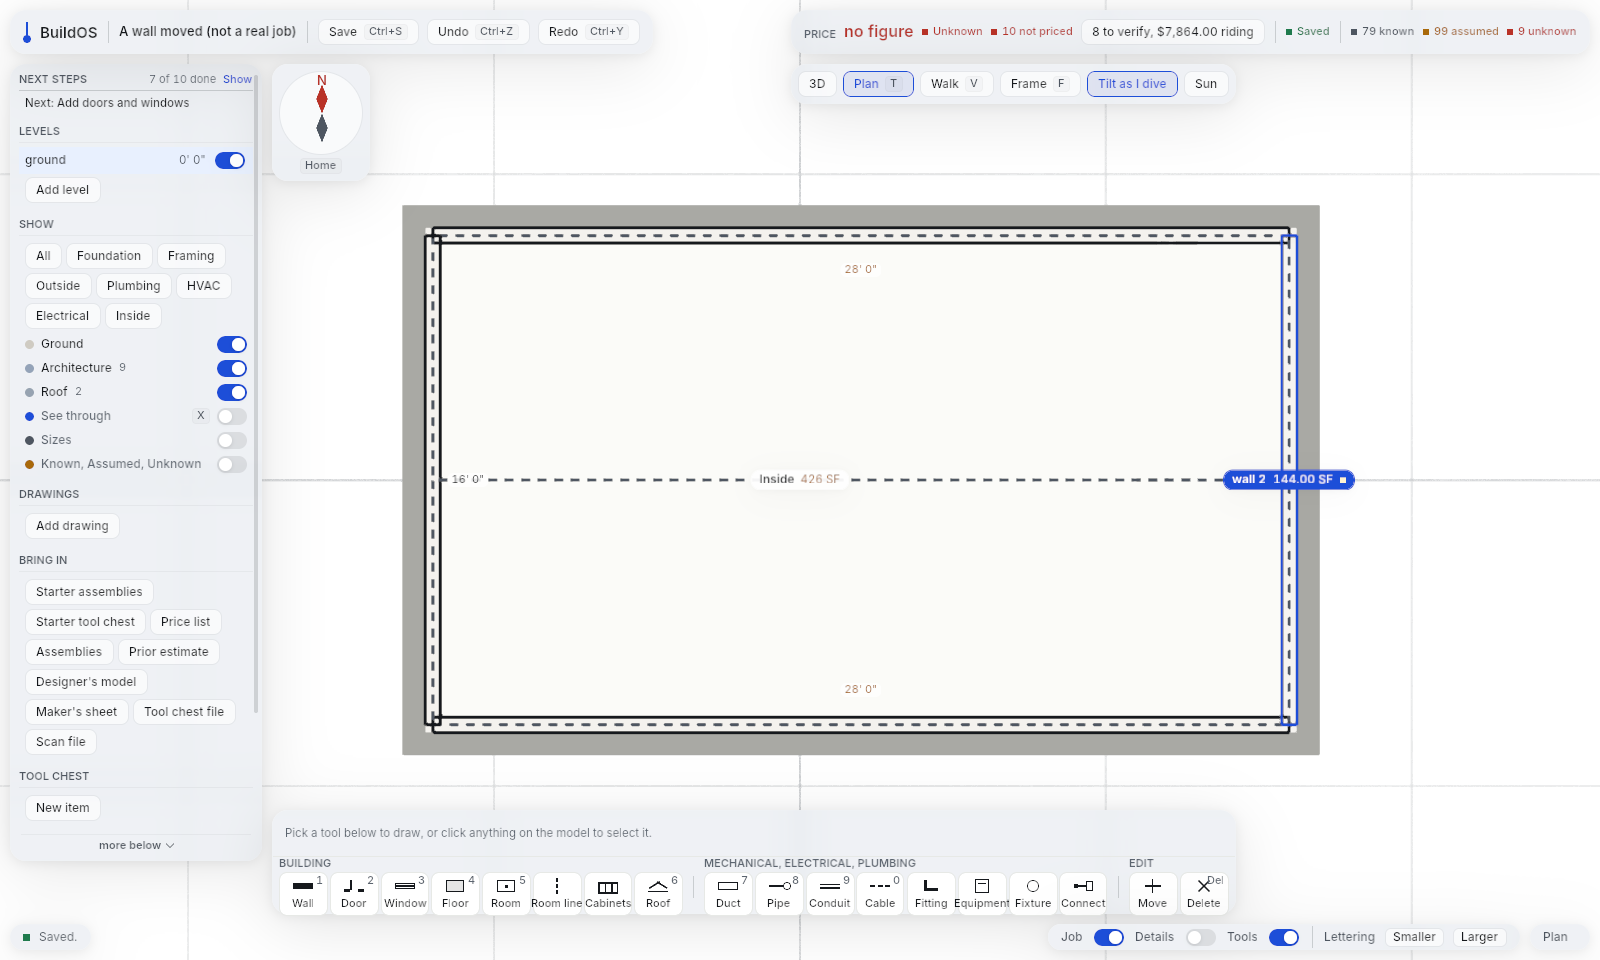 BuildOS
A wall moved (not a real job)
Save Ctrl+S
Undo Ctrl+Z
Redo Ctrl+Y
PRICE no figure Unknown 10 not priced
8 to verify, $7,864.00 riding
Saved
79 known 99 assumed 9 unknown
3D
Plan T
Walk V
Frame F
Tilt as I dive
Sun
NEXT STEPS 7 of 10 done Show
Next: Add doors and windows
LEVELS
ground 0' 0"
Add level
SHOW
All Foundation Framing
Outside Plumbing HVAC
Electrical Inside
Ground
Architecture 9
Roof 2
See through X
Sizes
Known, Assumed, Unknown
DRAWINGS
Add drawing
BRING IN
Starter assemblies
Starter tool chest Price list
Assemblies Prior estimate
Designer's model
Maker's sheet Tool chest file
Scan file
TOOL CHEST
New item
more below
N
Home
28' 0"
16' 0"
Inside 426 SF
wall 2 144.00 SF
28' 0"
Pick a tool below to draw, or click anything on the model to select it.
BUILDING
1 Wall
2 Door
3 Window
4 Floor
5 Room
Room line
Cabinets
6 Roof
MECHANICAL, ELECTRICAL, PLUMBING
7 Duct
8 Pipe
9 Conduit
0 Cable
Fitting
Equipment
Fixture
Connect
EDIT
Move
Del Delete
Saved.
Job Details Tools
Lettering Smaller Larger
Plan